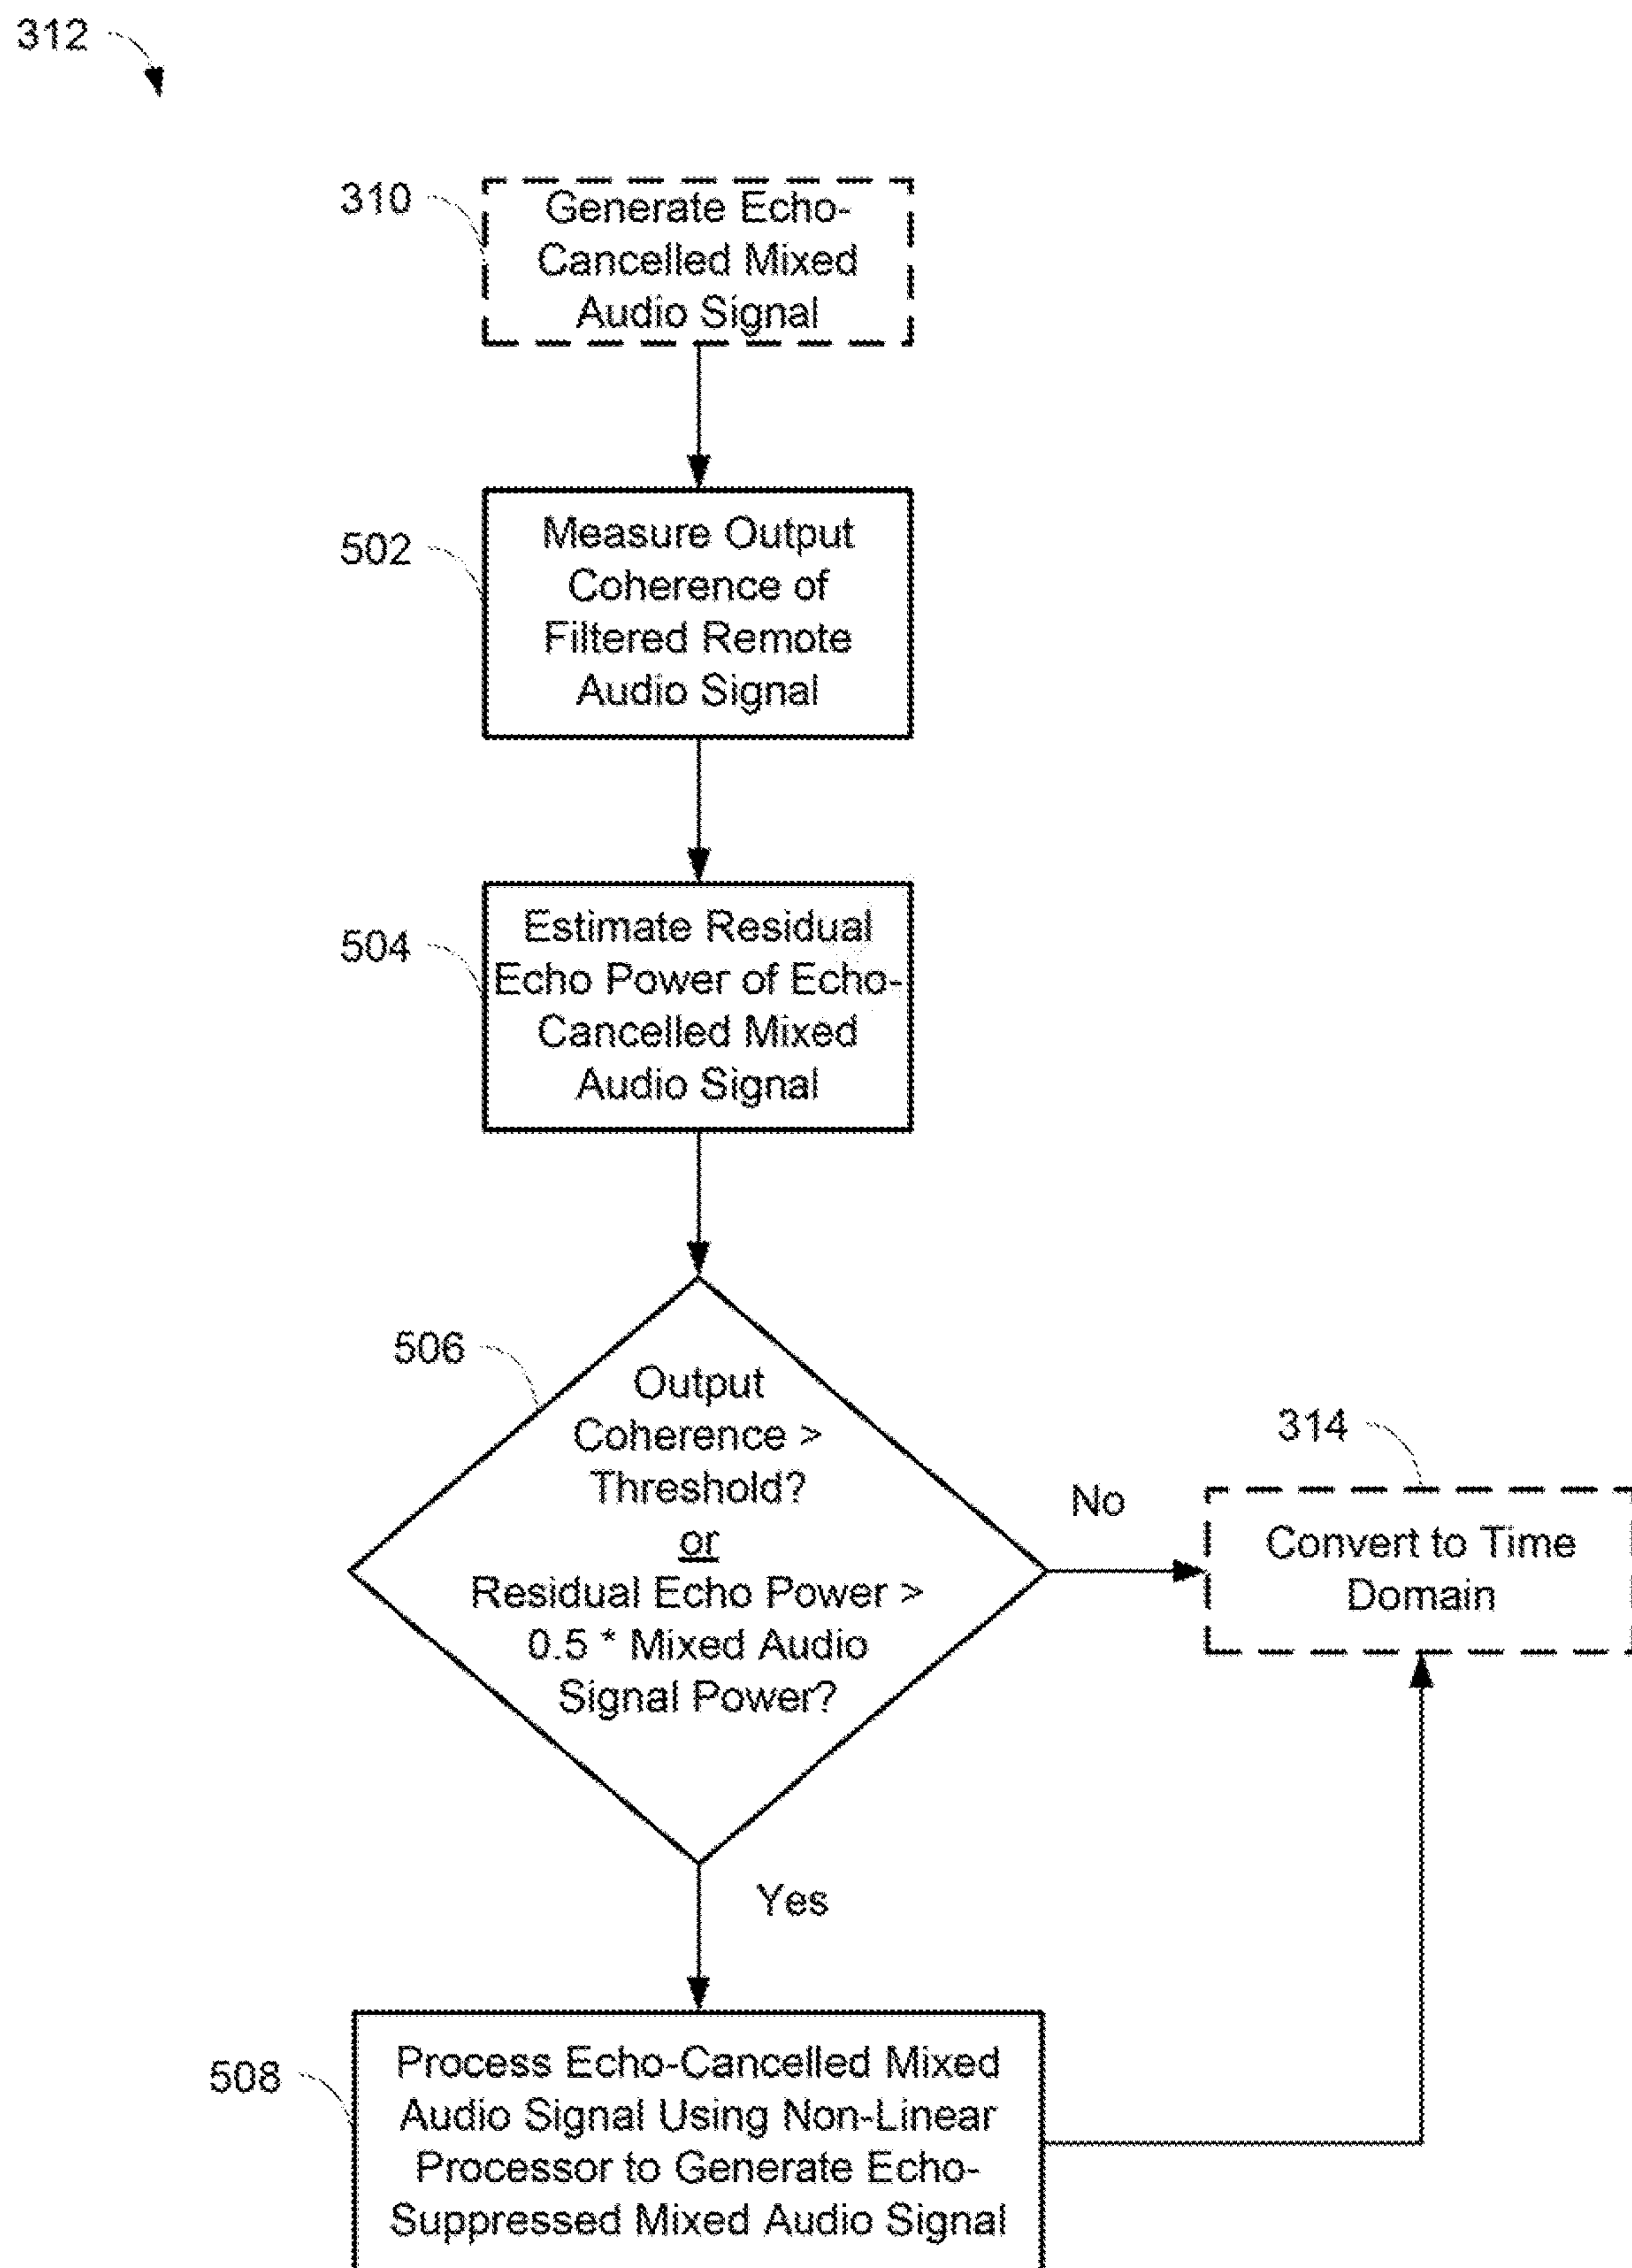 312
310
Generate Echo-
Cancelled Mixed
Audio Signal
502
Measure Output
Coherence of
Filtered Remote
Audio Signal
504
Estimate Residual
Echo Power of Echo-
Cancelled Mixed
Audio Signal
506
Output
Coherence >
Threshold?
or
Residual Echo Power >
0.5 * Mixed Audio
Signal Power?
No
314
Convert to Time
Domain
Yes
508
Process Echo-Cancelled Mixed
Audio Signal Using Non-Linear
Processor to Generate Echo-
Suppressed Mixed Audio Signal